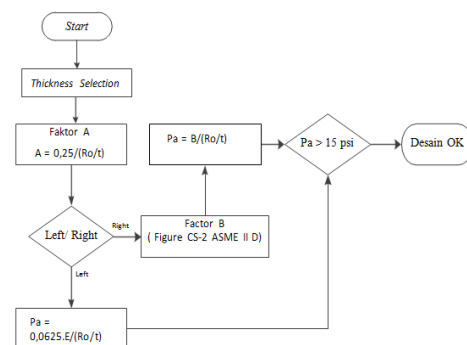 Start
Thickness Selection
Faktor A
A = 0,25/(Ro/t)
Left/ Right
Right
Left
Factor B
( Figure CS-2 ASME II D)
Pa = B/(Ro/t)
Pa > 15 psi
Desain OK
Pa =
0,0625.E/(Ro/t)